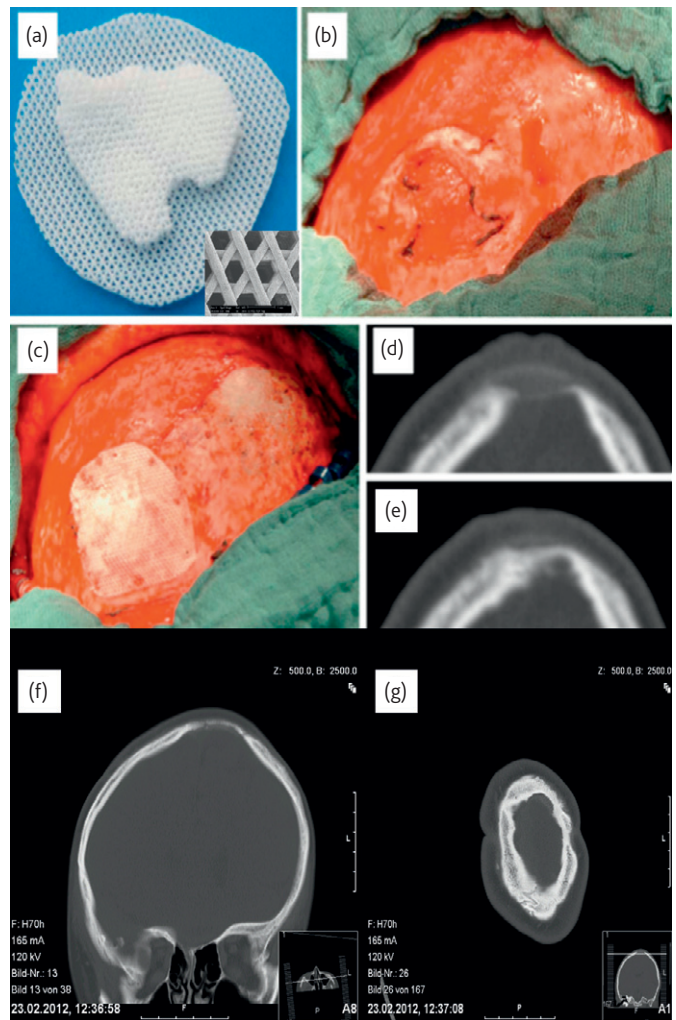 (a)
(b)
(c)
(d)
(e)
(f)
Z: 500.0, B: 2500.0
L
F: H70h
165 mA
120 kV
Bild-Nr.: 13
Bild 13 von 38
23.02.2012, 12:36:58
F
L
P
A8
(g)
Z: 500.0, B: 2500.0
L
F: H70h
165 mA
120 kV
Bild-Nr.: 26
Bild 26 von 167
23.02.2012, 12:37:08
P
A1